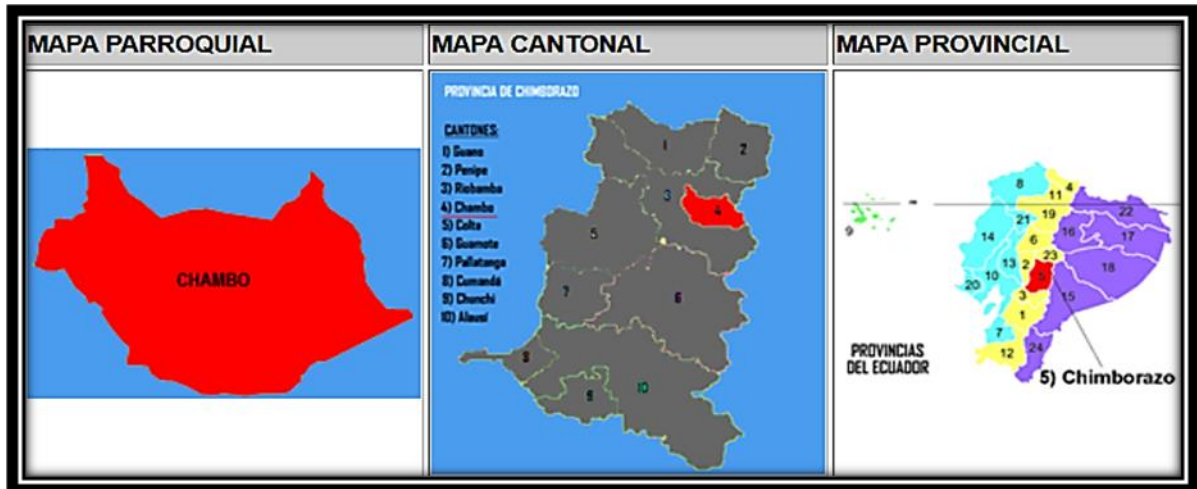 MAPA PARROQUIAL
CHAMBO
MAPA CANTONAL
PROVINCIA DE CHIMBORAZO
CANTONES:
1) Guano
2) Penipe
3) Riobamba
4) Chambo
5) Colta
6) Guamote
7) Pallatanga
8) Cumandá
9) Chunchi
10) Alausí
1
2
3
4
5
6
7
8
9
10
MAPA PROVINCIAL
8
4
11
9
21
19
22
14
16
17
6
13
2
23
18
10
5
20
15
3
1
7
12
24
PROVINCIAS
DEL ECUADOR
5) Chimborazo